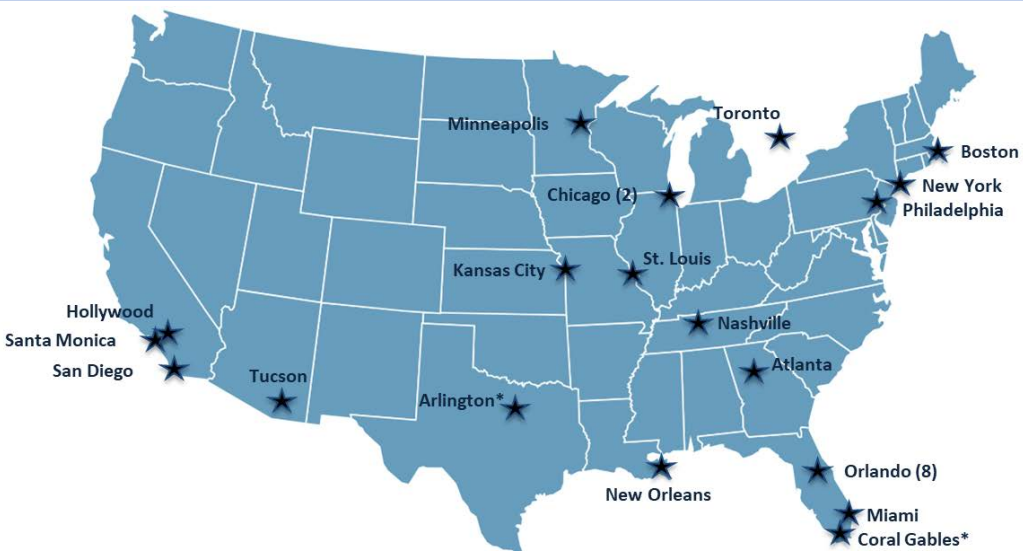 Toronto
Minneapolis
Boston
New York
Chicago (2)
Philadelphia
St. Louis
Kansas City
Hollywood
Nashville
Santa Monica
Atlanta
San Diego
Tucson
Arlington*
Orlando (8)
New Orleans
Miami
Coral Gables*